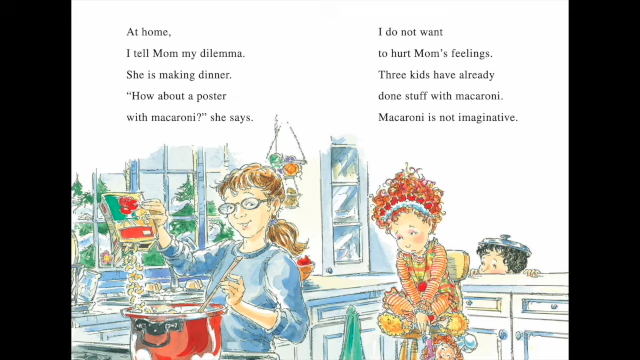 At home,
I tell Mom my dilemma.
She is making dinner.
“How about a poster
with macaroni?” she says.
I do not want
to hurt Mom’s feelings.
Three kids have already
done stuff with macaroni.
Macaroni is not imaginative.